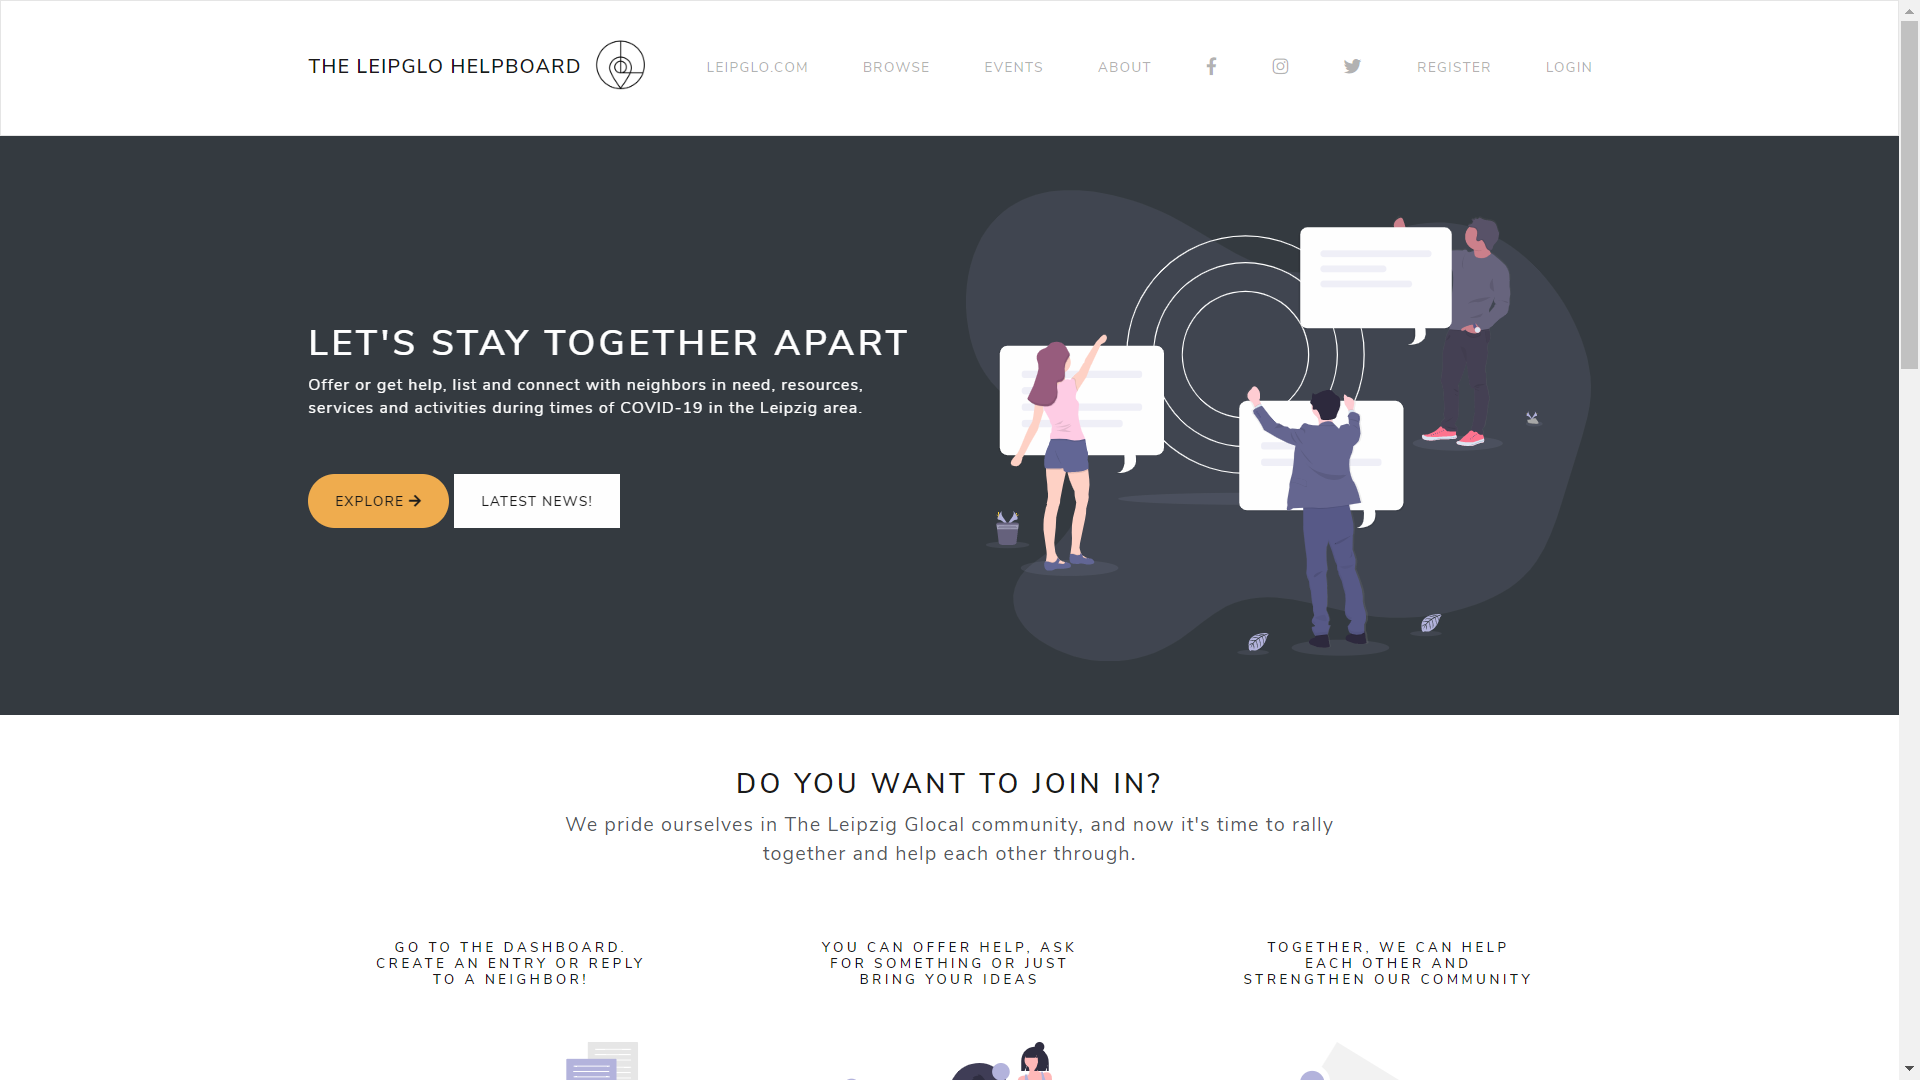 THE LEIPGLO HELPBOARD
LEIPGLO.COM
BROWSE
EVENTS
ABOUT
REGISTER
LOGIN
LET'S STAY TOGETHER APART
Offer or get help, list and connect with neighbors in need, resources,
services and activities during times of COVID-19 in the Leipzig area.
EXPLORE
LATEST NEWS!
DO YOU WANT TO JOIN IN?
We pride ourselves in The Leipzig Glocal community, and now it's time to rally
together and help each other through.
GO TO THE DASHBOARD.
CREATE AN ENTRY OR REPLY
TO A NEIGHBOR!
YOU CAN OFFER HELP, ASK
FOR SOMETHING OR JUST
BRING YOUR IDEAS
TOGETHER, WE CAN HELP
EACH OTHER AND
STRENGTHEN OUR COMMUNITY